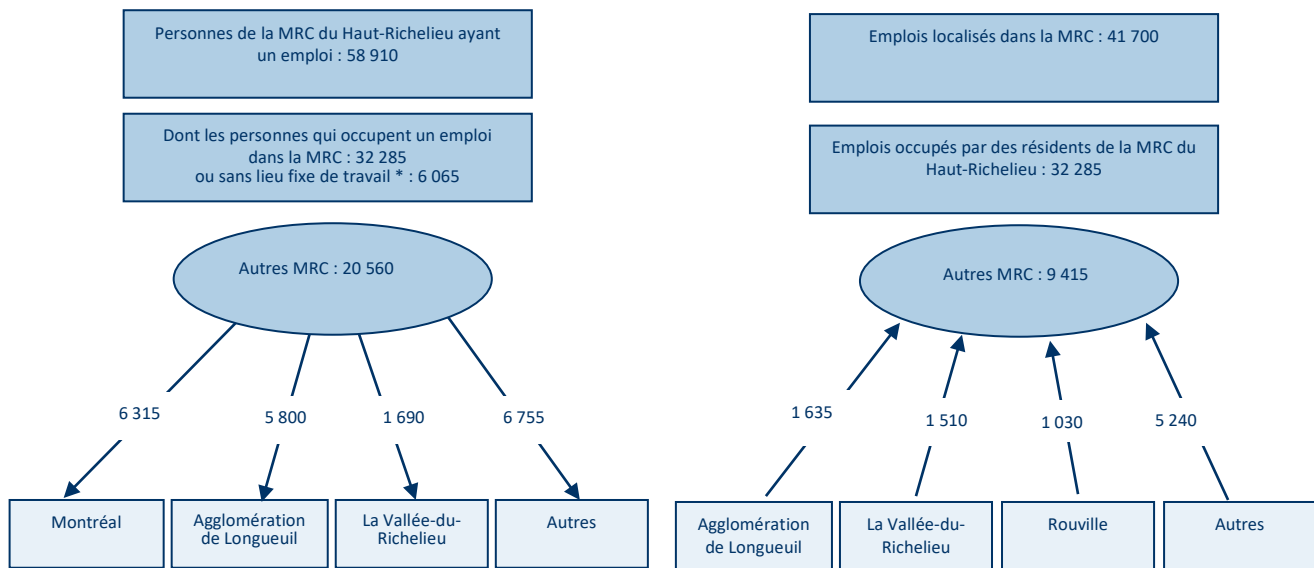 Personnes de la MRC du Haut-Richelieu ayant
un emploi : 58 910
Dont les personnes qui occupent un emploi
dans la MRC : 32 285
ou sans lieu fixe de travail * : 6 065
Autres MRC : 20 560
6 315
5 800
1 690
6 755
Montréal
Agglomération
de Longueuil
La Vallée-du-
Richelieu
Autres
Emplois localisés dans la MRC : 41 700
Emplois occupés par des résidents de la MRC du
Haut-Richelieu : 32 285
Autres MRC : 9 415
1 635
1 510
1 030
5 240
Agglomération
de Longueuil
La Vallée-du-
Richelieu
Rouville
Autres